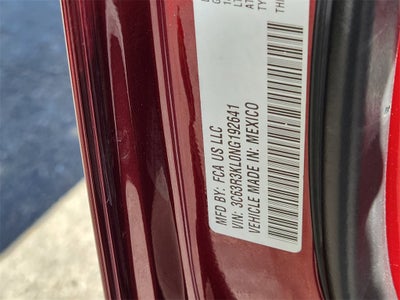 MFD BY: FCA US LLC
VIN: 3C63R3KL0NG192641
VEHICLE MADE IN: MEXICO